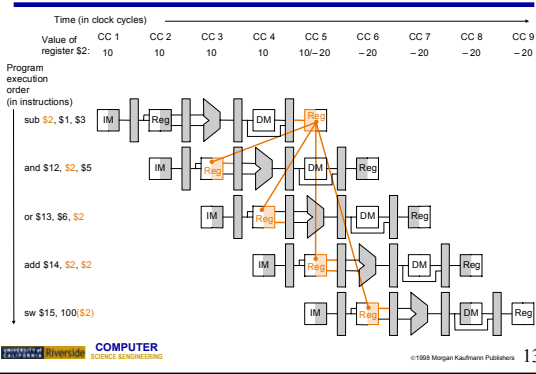 Time (in clock cycles)
CC 1 CC 2 CC 3 CC 4 CC 5 CC 6 CC 7 CC 8 CC 9
Value of
register $2: 10 10 10 10 10/– 20 – 20 – 20 – 20 – 20
Program
execution
order
(in instructions)
sub $2, $1, $3 IM Reg DM Reg
and $12, $2, $5 IM Reg DM Reg
or $13, $6, $2 IM Reg DM Reg
add $14, $2, $2 IM Reg DM Reg
sw $15, 100($2) IM Reg DM Reg
Riverside COMPUTER
SCIENCE &ENGINEERING
©1998 Morgan Kaufmann Publishers